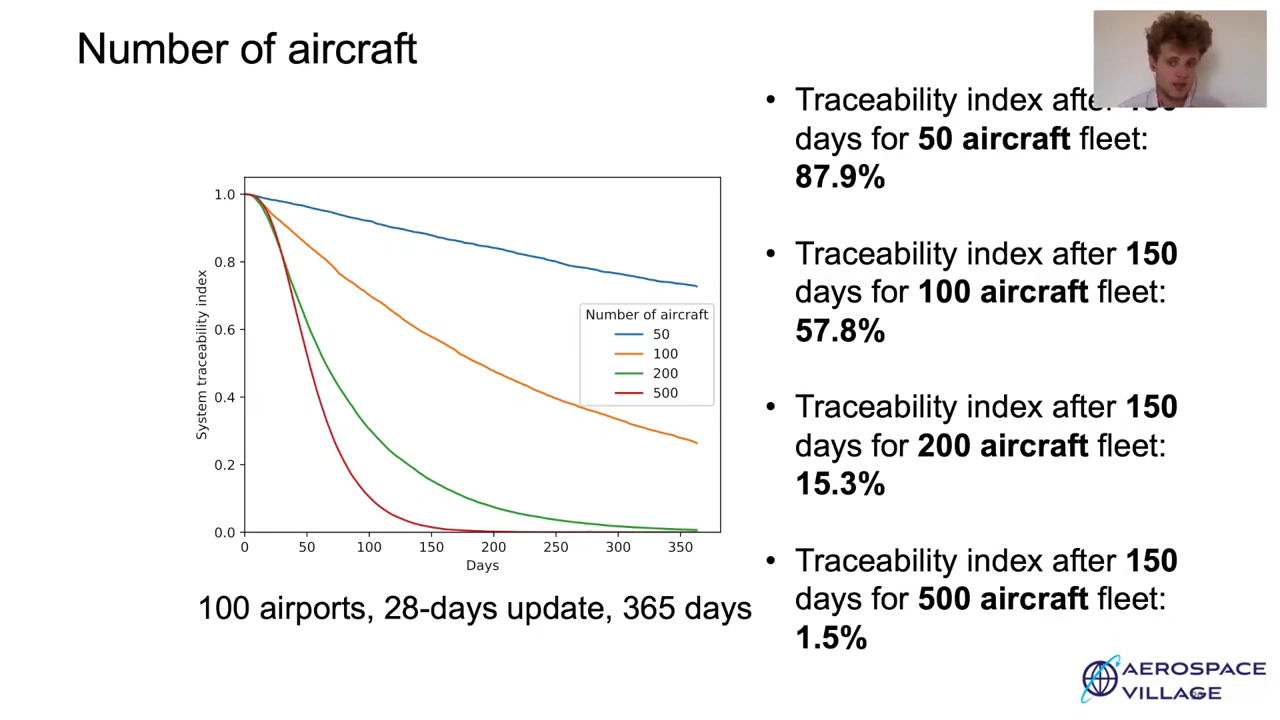 Number of aircraft
• Traceability index after
days for 50 aircraft fleet:
87.9%
• Traceability index after 150
days for 100 aircraft fleet:
57.8%
• Traceability index after 150
days for 200 aircraft fleet:
15.3%
• Traceability index after 150
days for 500 aircraft fleet:
1.5%
System traceability index
1.0
0.8
0.6
0.4
0.2
0.0
0 50 100 150 200 250 300 350
Days
Number of aircraft
50
100
200
500
100 airports, 28-days update, 365 days
AEROSPACE
VILLAGE